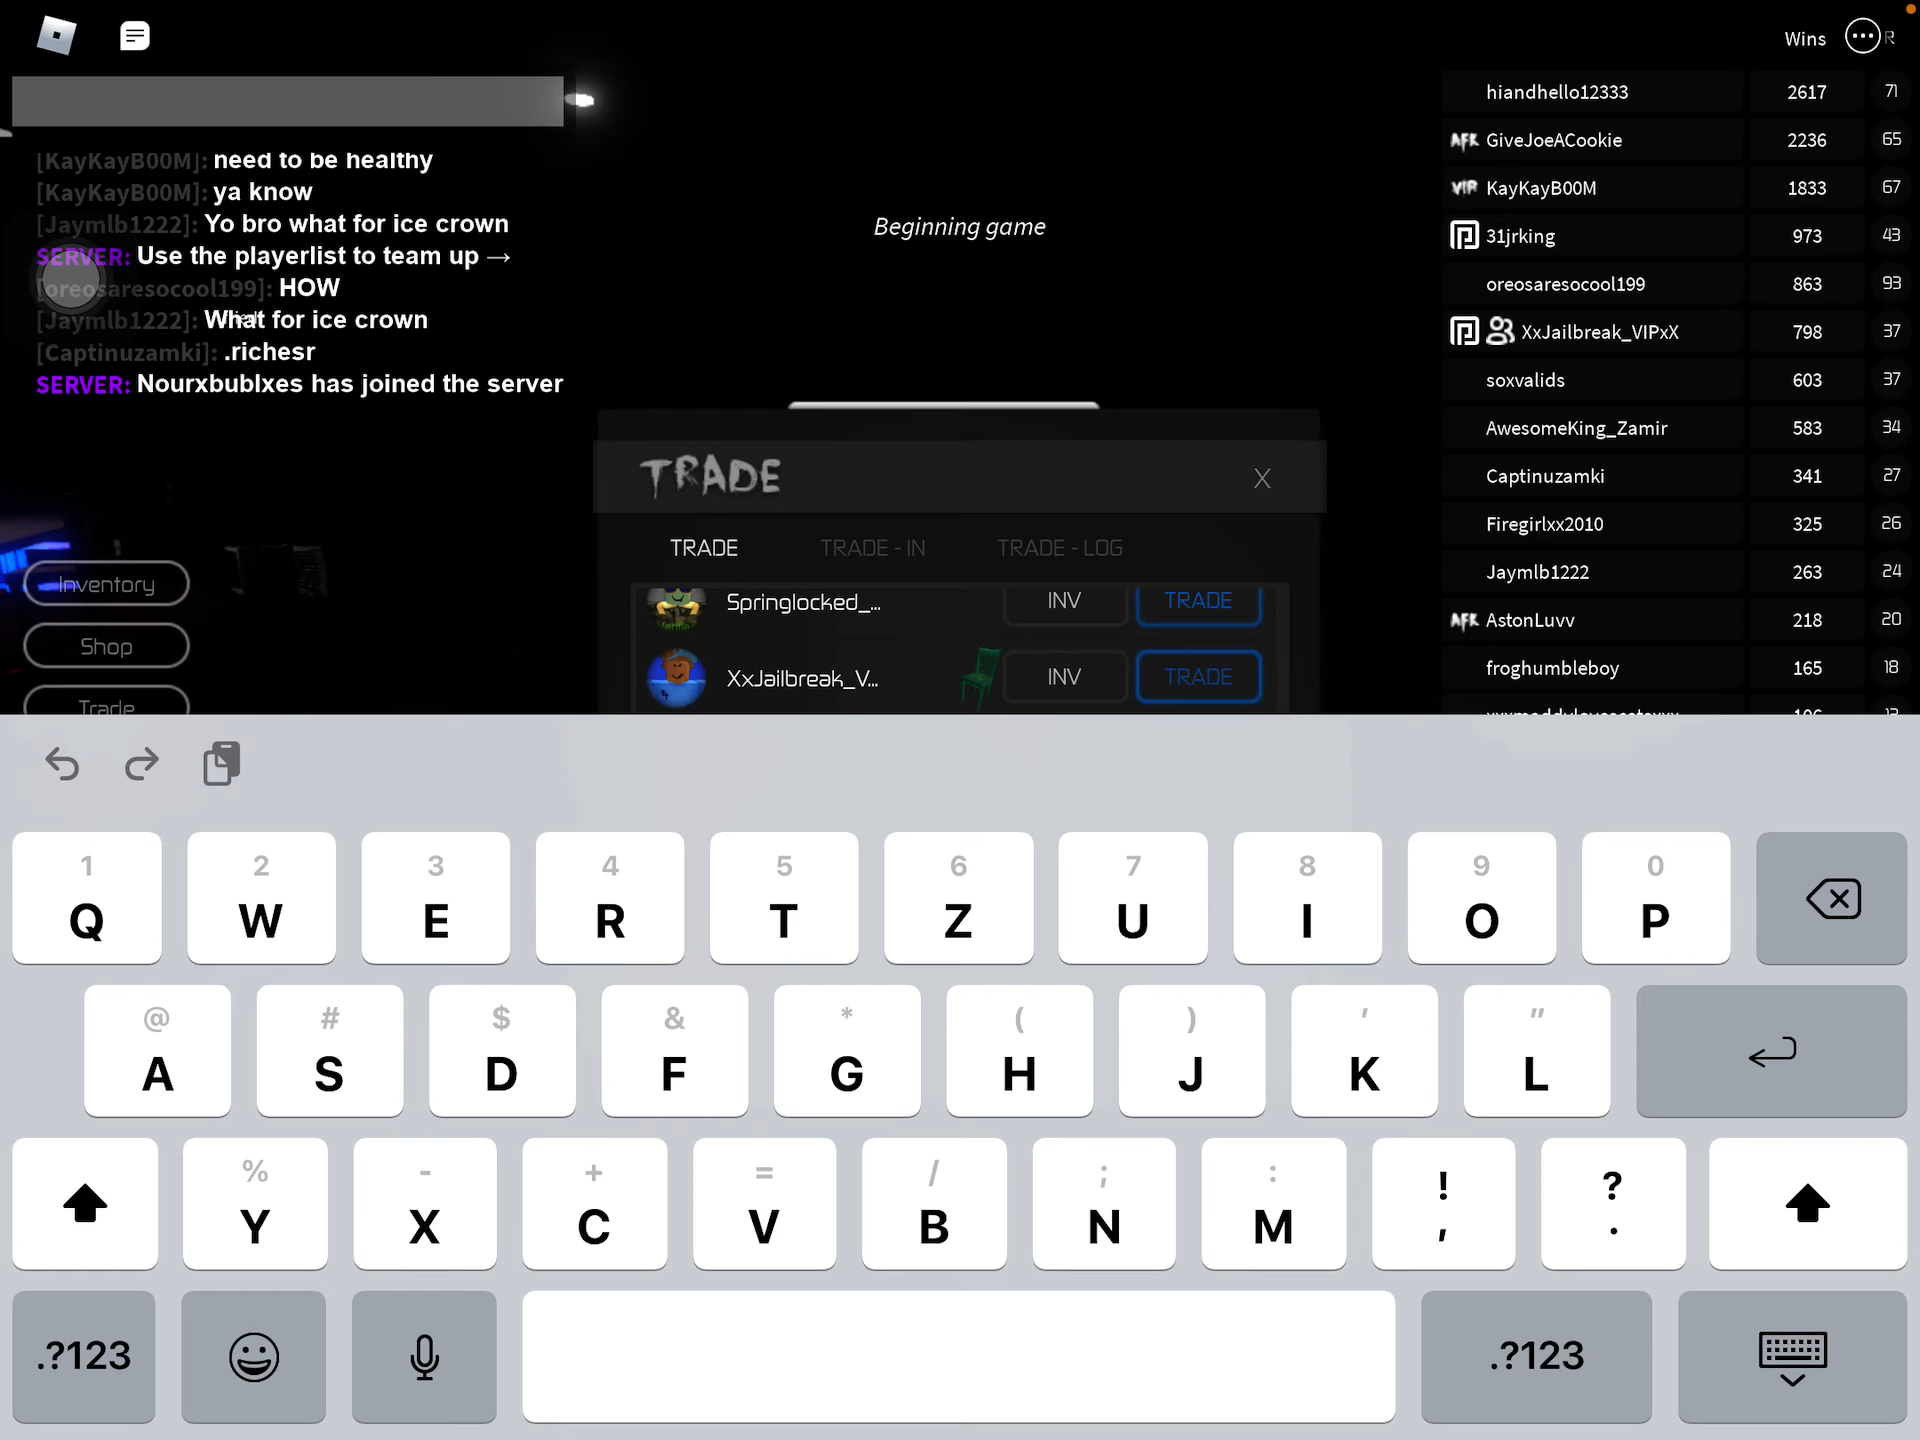 Wins
R
[KayKayB00M]: need to be healthy
[KayKayB00M]: ya know
[Jaymlb1222]: Yo bro what for ice crown
SERVER: Use the playerlist to team up →
[oreosaresocool199]: HOW
[Jaymlb1222]: What for ice crown
[Captinuzamki]: .richesr
SERVER: Nourxbublxes has joined the server
Beginning game
hiandhello12333 2617 71
AFK GiveJoeACookie 2236 65
VIP KayKayB00M 1833 67
31jrking 973 43
oreosaresocool199 863 93
XxJailbreak_VIPxX 798 37
soxvalids 603 37
AwesomeKing_Zamir 583 34
Captinuzamki 341 27
Firegirlxx2010 325 26
Jaymlb1222 263 24
AFK AstonLuvv 218 20
froghumbleboy 165 18
Inventory
Shop
Trade
TRADE X
TRADE TRADE - IN TRADE - LOG
Springlocked_... INV TRADE
XxJailbreak_V... INV TRADE
1 2 3 4 5 6 7 8 9 0
Q W E R T Z U I O P
@ # $ & * ( ) ' "
A S D F G H J K L
% - + = / ; : ! ?
Y X C V B N M , .
.?123 .?123